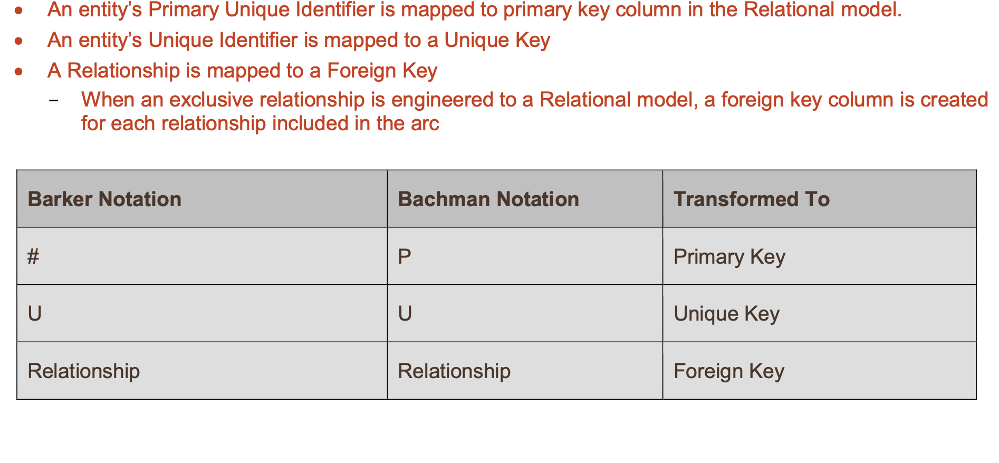 • An entity’s Primary Unique Identifier is mapped to primary key column in the Relational model.
• An entity’s Unique Identifier is mapped to a Unique Key
• A Relationship is mapped to a Foreign Key
– When an exclusive relationship is engineered to a Relational model, a foreign key column is created
for each relationship included in the arc
Barker Notation Bachman Notation Transformed To
# P Primary Key
U U Unique Key
Relationship Relationship Foreign Key